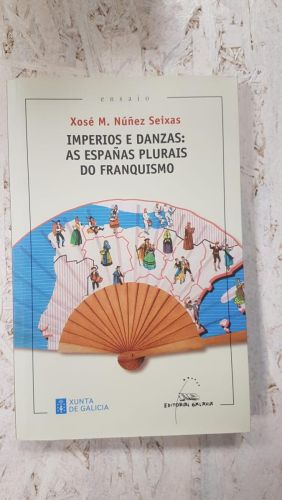 ensaio
Xosé M. Núñez Seixas
IMPERIOS E DANZAS:
AS ESPAÑAS PLURAIS
DO FRANQUISMO
XUNTA
DE GALICIA
EDITORIAL GALAXIA